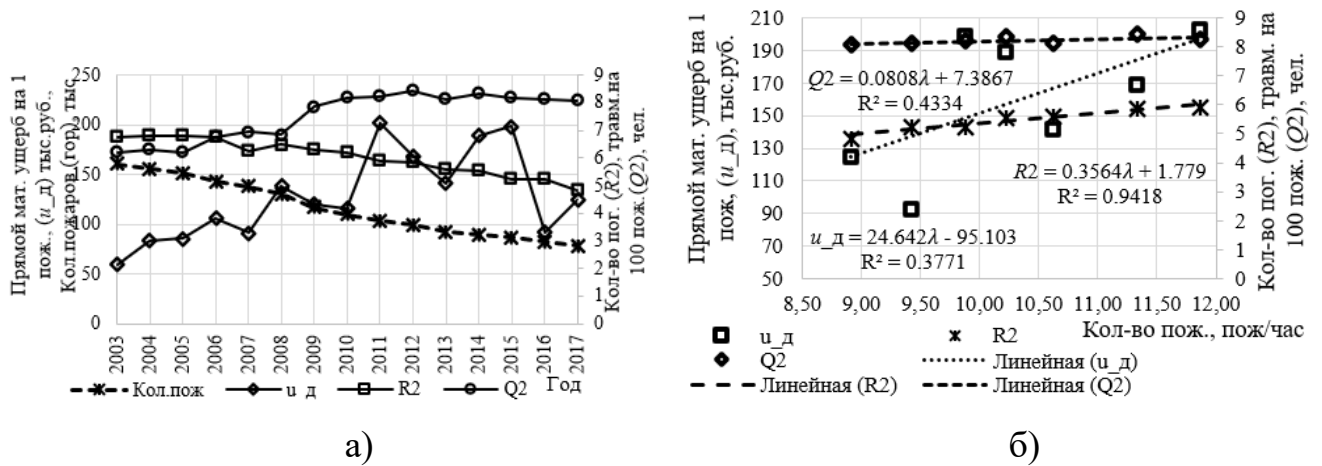 Прямой мат. ущерб на 1
пож., (u_д) тыс.руб.,
Кол.пожаров (гор), тыс.
250
200
150
100
50
0
9
8
7
6
5
4
3
2
1
0
Кол-во пог. (R2), травм.на
100 пож.(Q2), чел.
2003
2004
2005
2006
2007
2008
2009
2010
2011
2012
2013
2014
2015
2016
2017
Год
Кол.пож
u_д
R2
Q2
а)
б)
Прямой мат. ущерб на 1
пож, (u_д), тыс.руб.
210
190
170
150
130
110
90
70
50
9
8
7
6
5
4
3
2
1
0
Кол-во пог. (R2), травм. на
100 пож. (Q2), чел.
Q2 = 0.0808λ + 7.3867
R² = 0.4334
R2 = 0.3564λ + 1.779
R² = 0.9418
u_д = 24.642λ - 95.103
R² = 0.3771
8,50 9,00 9,50 10,00 10,50 11,00 11,50 12,00
Кол-во пож., пож/час
u_д
R2
Q2
Линейная (u_д)
Линейная (R2)
Линейная (Q2)